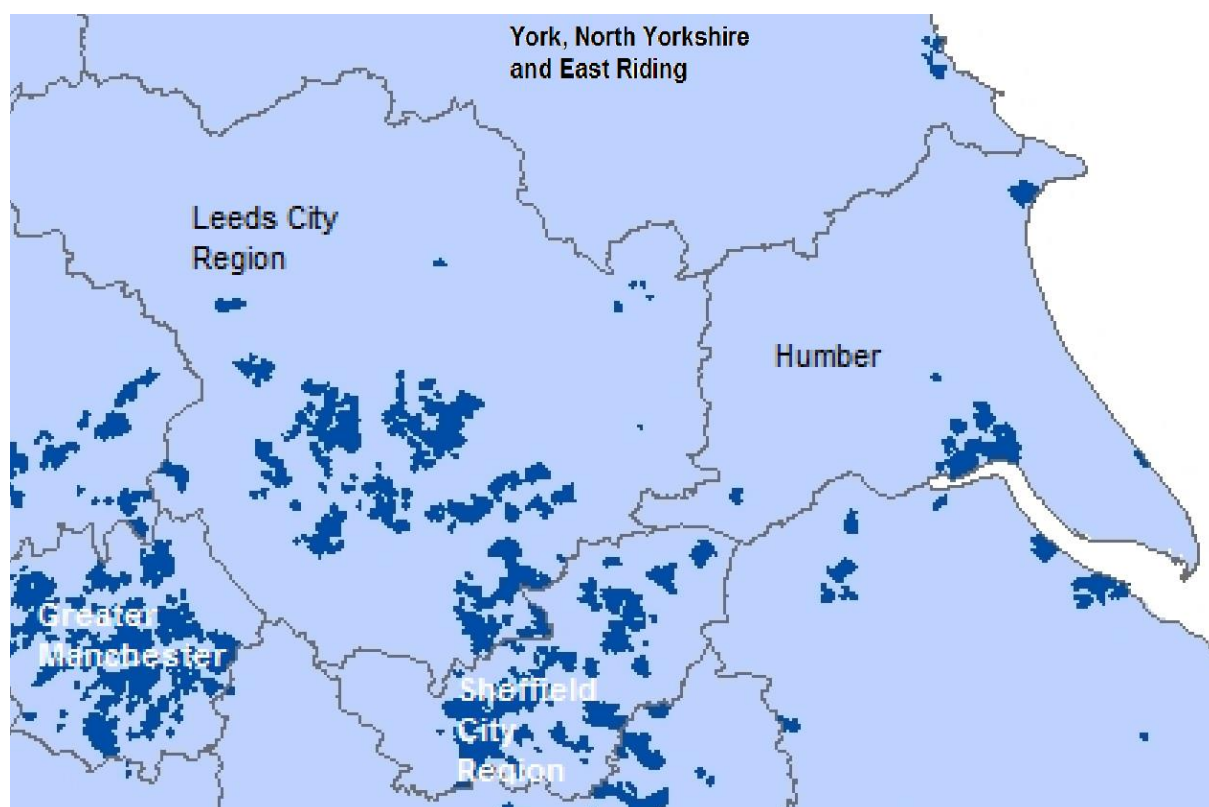 York, North Yorkshire
and East Riding
Leeds City
Region
Humber
Greater
Manchester
Sheffield
City
Region